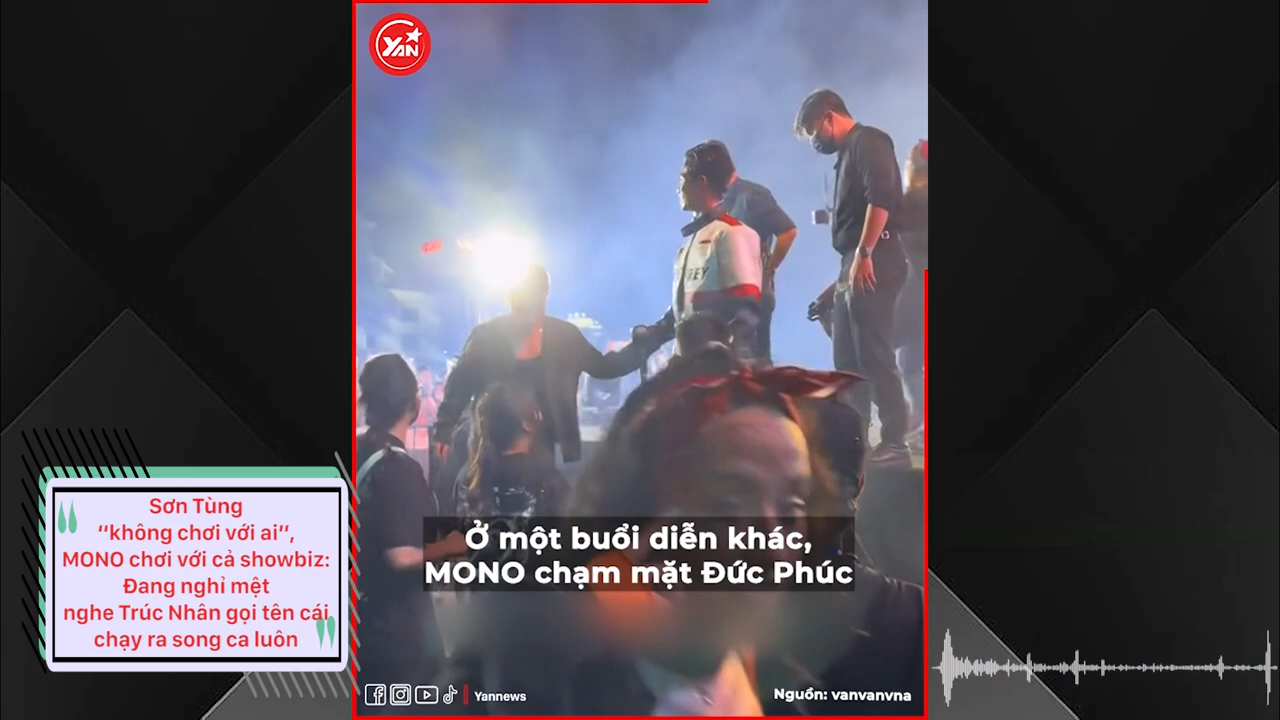 YAN
REY
Ở một buổi diễn khác,
MONO chạm mặt Đức Phúc
Sơn Tùng
‘‘không chơi với ai’’,
MONO chơi với cả showbiz:
Đang nghỉ mệt
nghe Trúc Nhân gọi tên cái
chạy ra song ca luôn
Yannews
Nguồn: vanvanvna